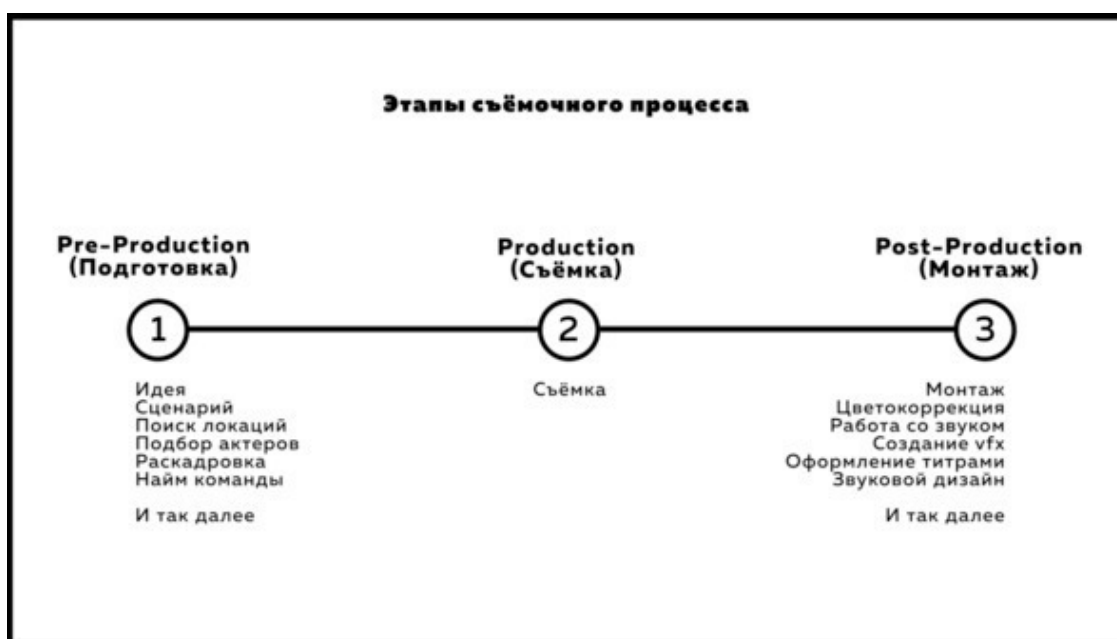 Этапы съёмочного процесса
Pre-Production
(Подготовка)
1
Идея
Сценарий
Поиск локаций
Подбор актеров
Раскадровка
Найм команды
И так далее
Production
(Съёмка)
2
Съёмка
Post-Production
(Монтаж)
3
Монтаж
Цветокоррекция
Работа со звуком
Создание vfx
Оформление титрами
Звуковой дизайн
И так далее